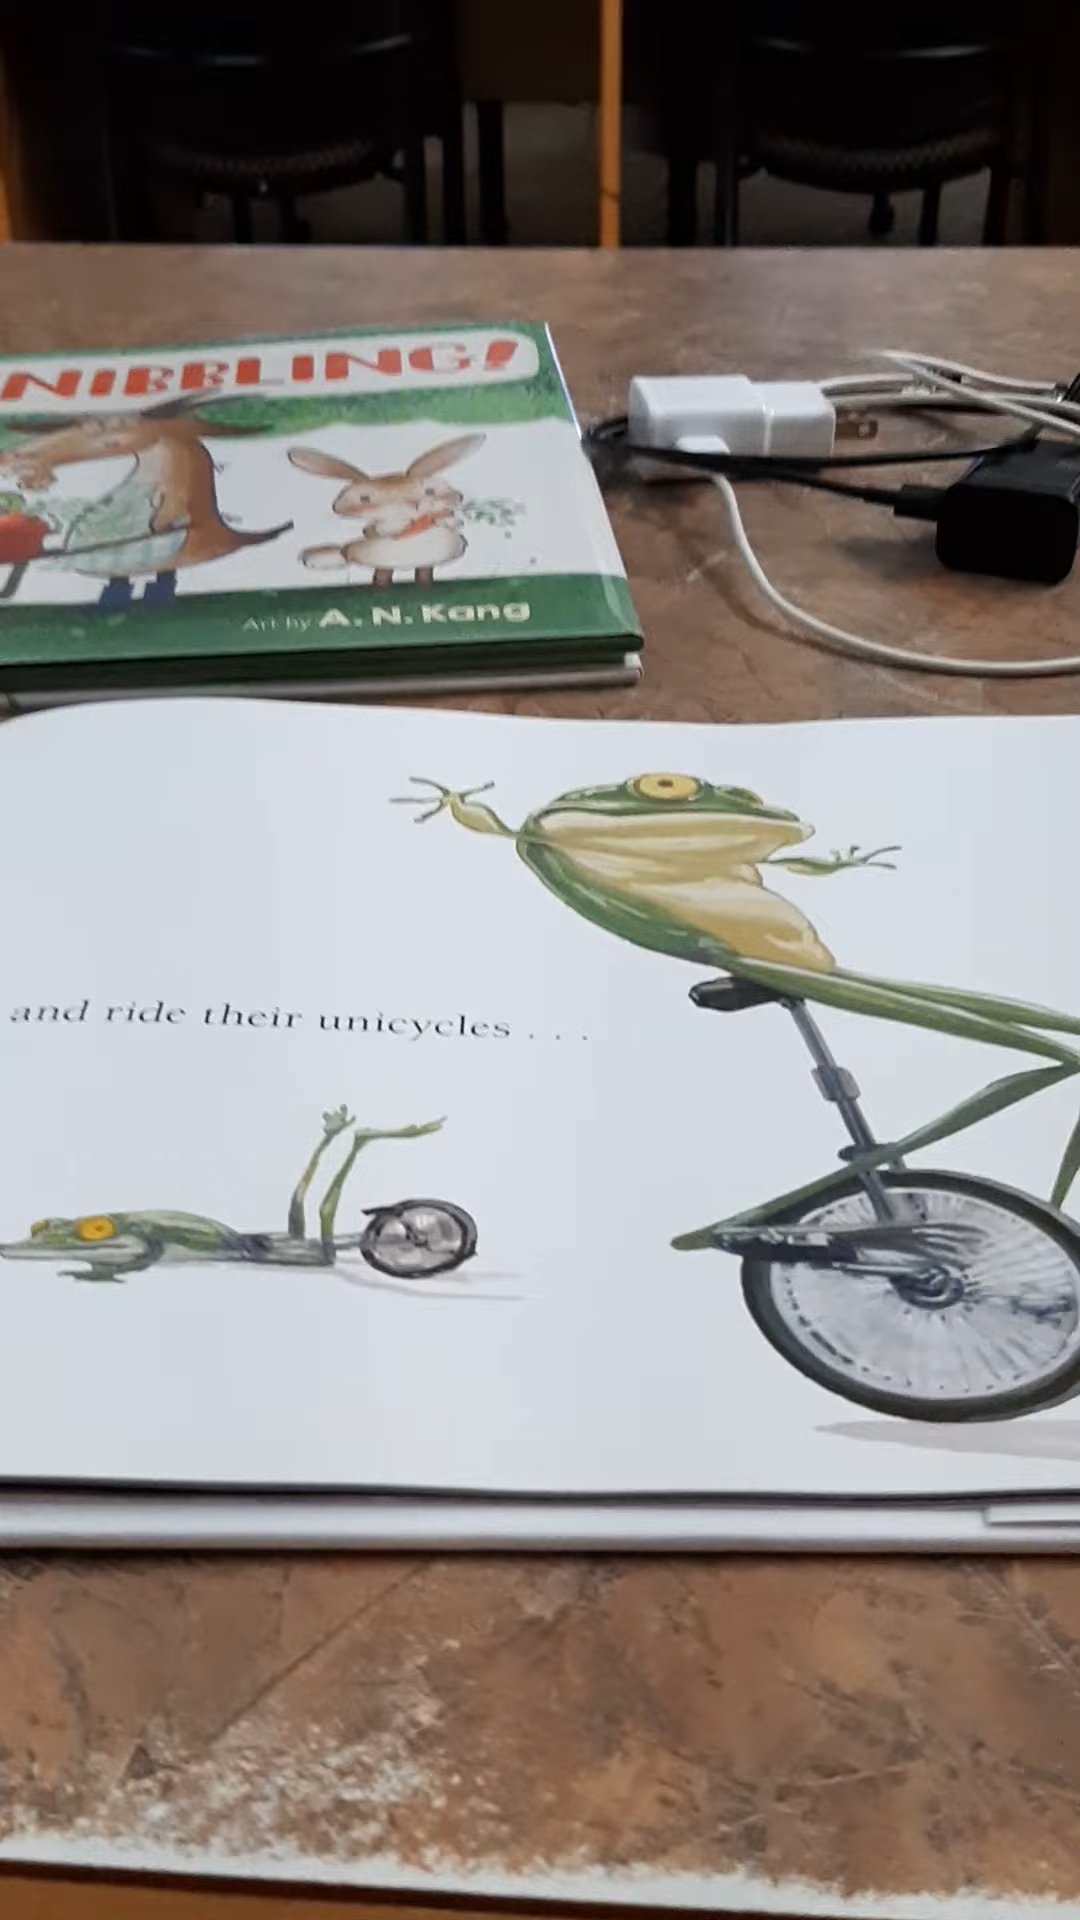 NIBBLING!
Art by A. N. Kang
and ride their unicycles . . .